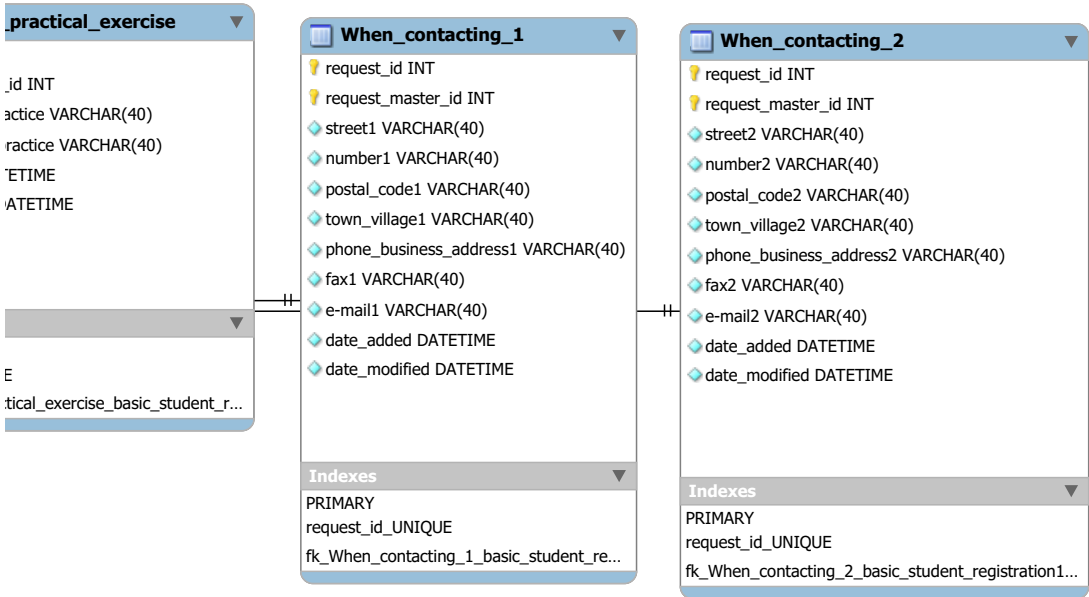 _practical_exercise
_id INT
actice VARCHAR(40)
ractice VARCHAR(40)
TETIME
ATETIME
E
tical_exercise_basic_student_r...
When_contacting_1
request_id INT
request_master_id INT
street1 VARCHAR(40)
number1 VARCHAR(40)
postal_code1 VARCHAR(40)
town_village1 VARCHAR(40)
phone_business_address1 VARCHAR(40)
fax1 VARCHAR(40)
e-mail1 VARCHAR(40)
date_added DATETIME
date_modified DATETIME
Indexes
PRIMARY
request_id_UNIQUE
fk_When_contacting_1_basic_student_re...
When_contacting_2
request_id INT
request_master_id INT
street2 VARCHAR(40)
number2 VARCHAR(40)
postal_code2 VARCHAR(40)
town_village2 VARCHAR(40)
phone_business_address2 VARCHAR(40)
fax2 VARCHAR(40)
e-mail2 VARCHAR(40)
date_added DATETIME
date_modified DATETIME
Indexes
PRIMARY
request_id_UNIQUE
fk_When_contacting_2_basic_student_registration1...